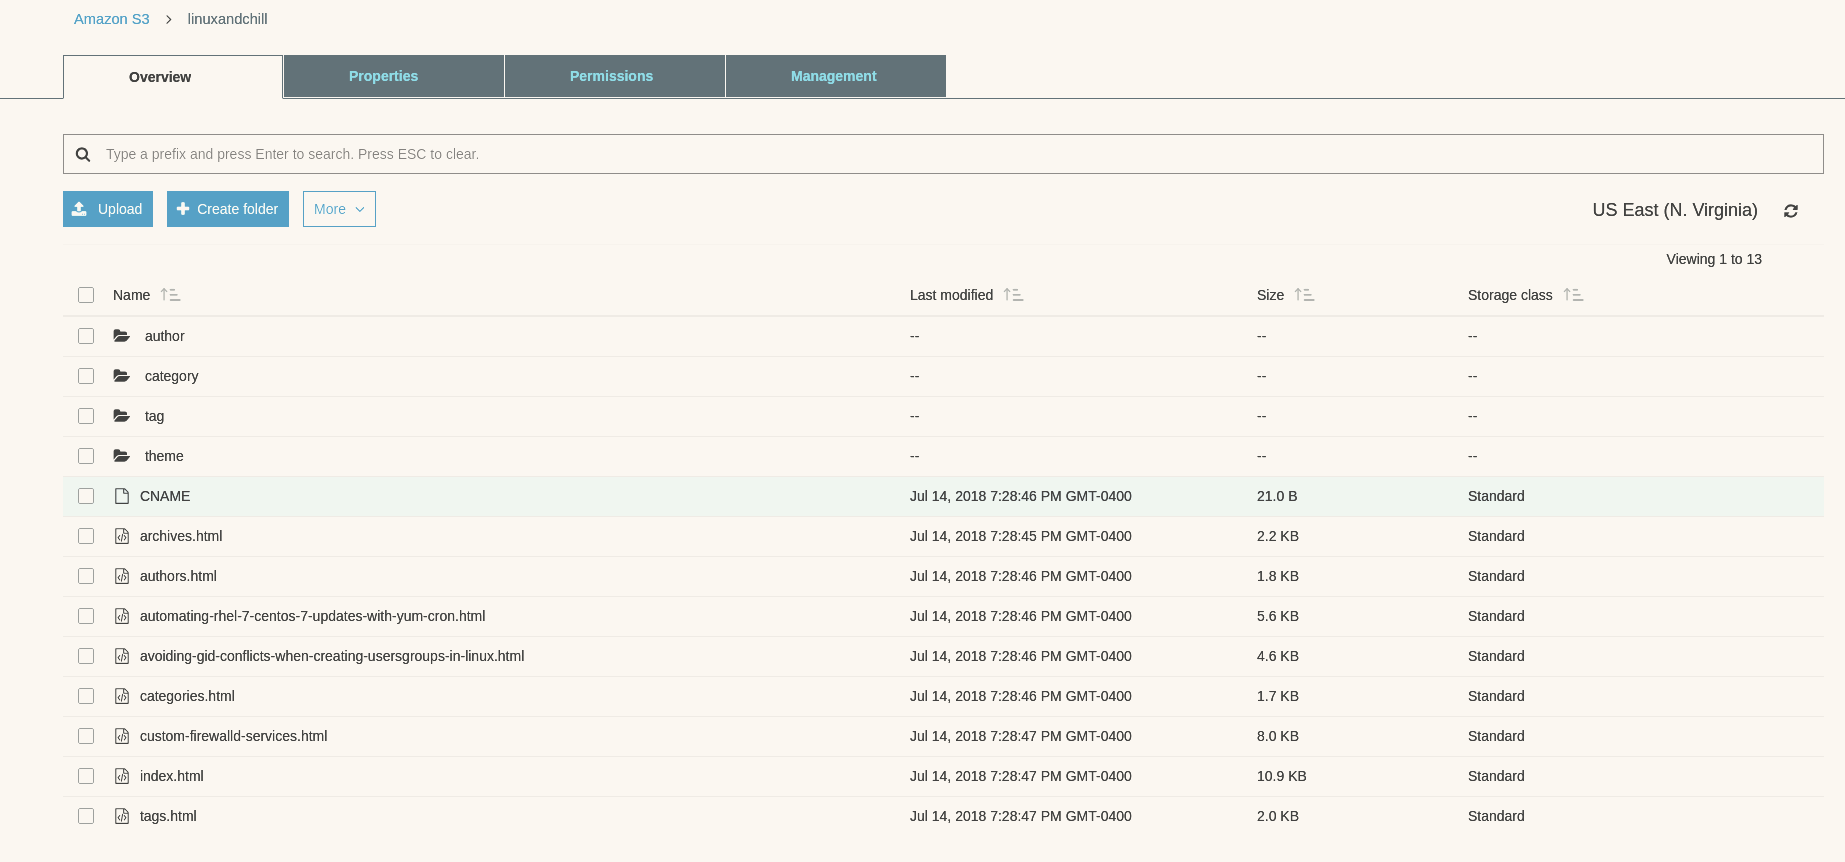 Amazon S3 > linuxandchill
Overview Properties Permissions Management
Type a prefix and press Enter to search. Press ESC to clear.
Upload Create folder More US East (N. Virginia)
Viewing 1 to 13
Name Last modified Size Storage class
author -- -- --
category -- -- --
tag -- -- --
theme -- -- --
CNAME Jul 14, 2018 7:28:46 PM GMT-0400 21.0 B Standard
archives.html Jul 14, 2018 7:28:45 PM GMT-0400 2.2 KB Standard
authors.html Jul 14, 2018 7:28:46 PM GMT-0400 1.8 KB Standard
automating-rhel-7-centos-7-updates-with-yum-cron.html Jul 14, 2018 7:28:46 PM GMT-0400 5.6 KB Standard
avoiding-gid-conflicts-when-creating-usersgroups-in-linux.html Jul 14, 2018 7:28:46 PM GMT-0400 4.6 KB Standard
categories.html Jul 14, 2018 7:28:46 PM GMT-0400 1.7 KB Standard
custom-firewalld-services.html Jul 14, 2018 7:28:47 PM GMT-0400 8.0 KB Standard
index.html Jul 14, 2018 7:28:47 PM GMT-0400 10.9 KB Standard
tags.html Jul 14, 2018 7:28:47 PM GMT-0400 2.0 KB Standard